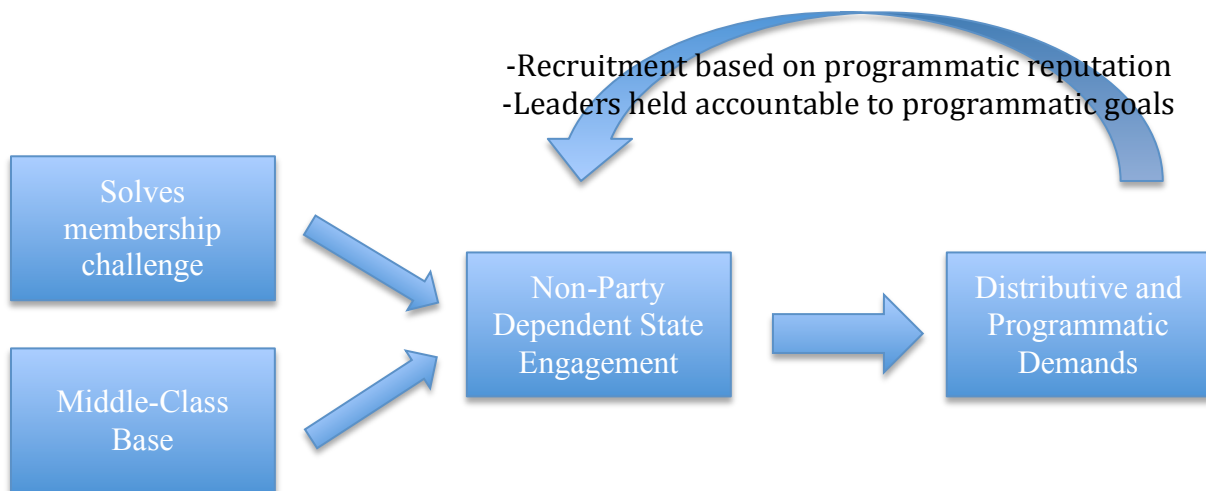 -Recruitment based on programmatic reputation
-Leaders held accountable to programmatic goals
Solves
membership
challenge
Middle-Class
Base
Non-Party
Dependent State
Engagement
Distributive and
Programmatic
Demands